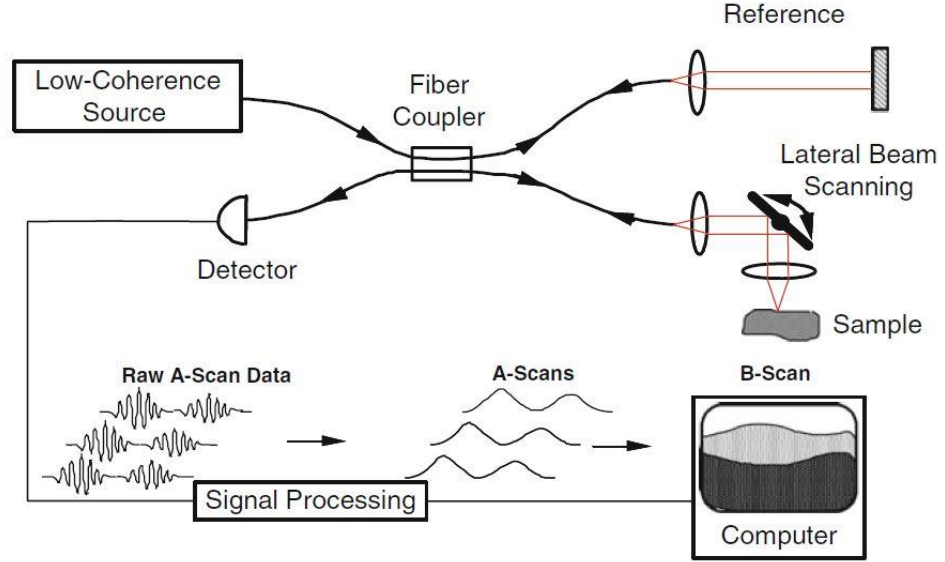 Reference
Low-Coherence
Source
Fiber
Coupler
Lateral Beam
Scanning
Detector
Sample
Raw A-Scan Data
A-Scans
B-Scan
Signal Processing
Computer